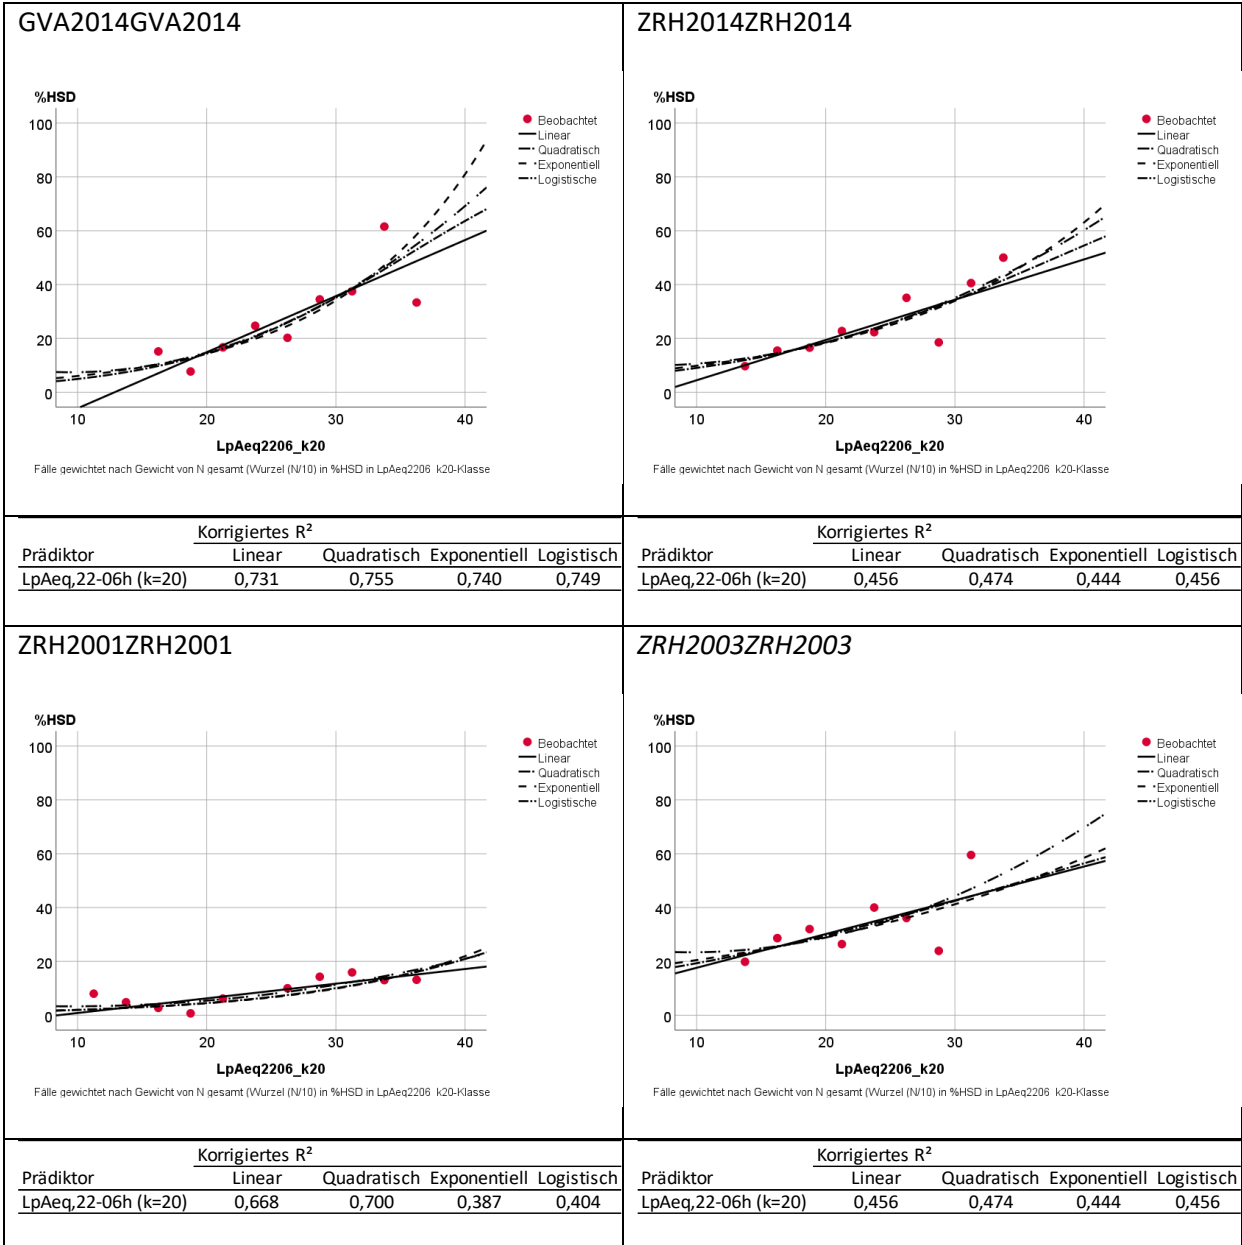 GVA2014GVA2014
%HSD
100
80
60
40
20
0
10 20 30 40
LpAeq2206_k20
Beobachtet
Linear
Quadratisch
Exponentiell
Logistische
Fälle gewichtet nach Gewicht von N gesamt (Wurzel (N/10) in %HSD in LpAeq2206_k20-Klasse
Korrigiertes R²
Prädiktor Linear Quadratisch Exponentiell Logistisch
LpAeq,22-06h (k=20) 0,731 0,755 0,740 0,749
ZRH2014ZRH2014
%HSD
100
80
60
40
20
0
10 20 30 40
LpAeq2206_k20
Beobachtet
Linear
Quadratisch
Exponentiell
Logistische
Fälle gewichtet nach Gewicht von N gesamt (Wurzel (N/10) in %HSD in LpAeq2206_k20-Klasse
Korrigiertes R²
Prädiktor Linear Quadratisch Exponentiell Logistisch
LpAeq,22-06h (k=20) 0,456 0,474 0,444 0,456
ZRH2001ZRH2001
%HSD
100
80
60
40
20
0
10 20 30 40
LpAeq2206_k20
Beobachtet
Linear
Quadratisch
Exponentiell
Logistische
Fälle gewichtet nach Gewicht von N gesamt (Wurzel (N/10) in %HSD in LpAeq2206_k20-Klasse
Korrigiertes R²
Prädiktor Linear Quadratisch Exponentiell Logistisch
LpAeq,22-06h (k=20) 0,668 0,700 0,387 0,404
ZRH2003ZRH2003
%HSD
100
80
60
40
20
0
10 20 30 40
LpAeq2206_k20
Beobachtet
Linear
Quadratisch
Exponentiell
Logistische
Fälle gewichtet nach Gewicht von N gesamt (Wurzel (N/10) in %HSD in LpAeq2206_k20-Klasse
Korrigiertes R²
Prädiktor Linear Quadratisch Exponentiell Logistisch
LpAeq,22-06h (k=20) 0,456 0,474 0,444 0,456